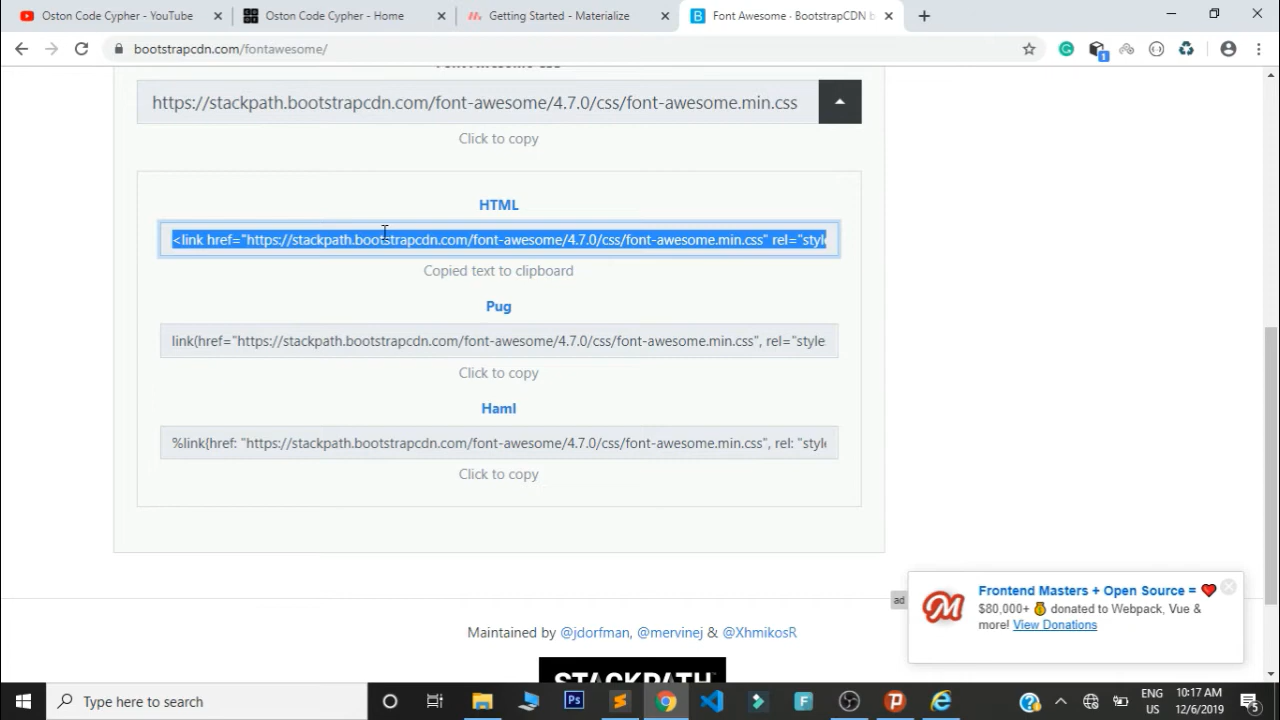 Oston Code Cypher - YouTube
Oston Code Cypher - Home
Getting Started - Materialize
Font Awesome · BootstrapCDN b
bootstrapcdn.com/fontawesome/
1
https://stackpath.bootstrapcdn.com/font-awesome/4.7.0/css/font-awesome.min.css
Click to copy
HTML
<link href="https://stackpath.bootstrapcdn.com/font-awesome/4.7.0/css/font-awesome.min.css" rel="style
Copied text to clipboard
Pug
link(href="https://stackpath.bootstrapcdn.com/font-awesome/4.7.0/css/font-awesome.min.css", rel="style
Click to copy
Haml
%link{href: "https://stackpath.bootstrapcdn.com/font-awesome/4.7.0/css/font-awesome.min.css", rel: "style
Click to copy
ad
Frontend Masters + Open Source = ❤️
$80,000+ 💰 donated to Webpack, Vue &
more! View Donations
Maintained by @jdorfman, @mervinej & @XhmikosR
STACKPATH
Type here to search
Ps
F
ENG
US
10:17 AM
12/6/2019
5